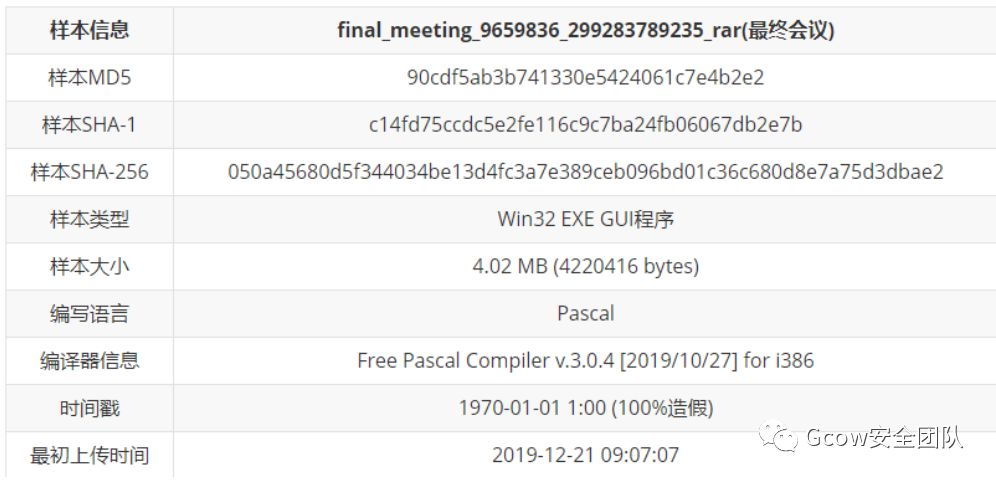 样本信息 final_meeting_9659836_299283789235_rar(最终会议)
样本MD5 90cdf5ab3b741330e5424061c7e4b2e2
样本SHA-1 c14fd75ccdc5e2fe116c9c7ba24fb06067db2e7b
样本SHA-256 050a45680d5f344034be13d4fc3a7e389ceb096bd01c36c680d8e7a75d3dbae2
样本类型 Win32 EXE GUI程序
样本大小 4.02 MB (4220416 bytes)
编写语言 Pascal
编译器信息 Free Pascal Compiler v.3.0.4 [2019/10/27] for i386
时间戳 1970-01-01 1:00 (100%造假)
Gcow安全团队
最初上传时间 2019-12-21 09:07:07